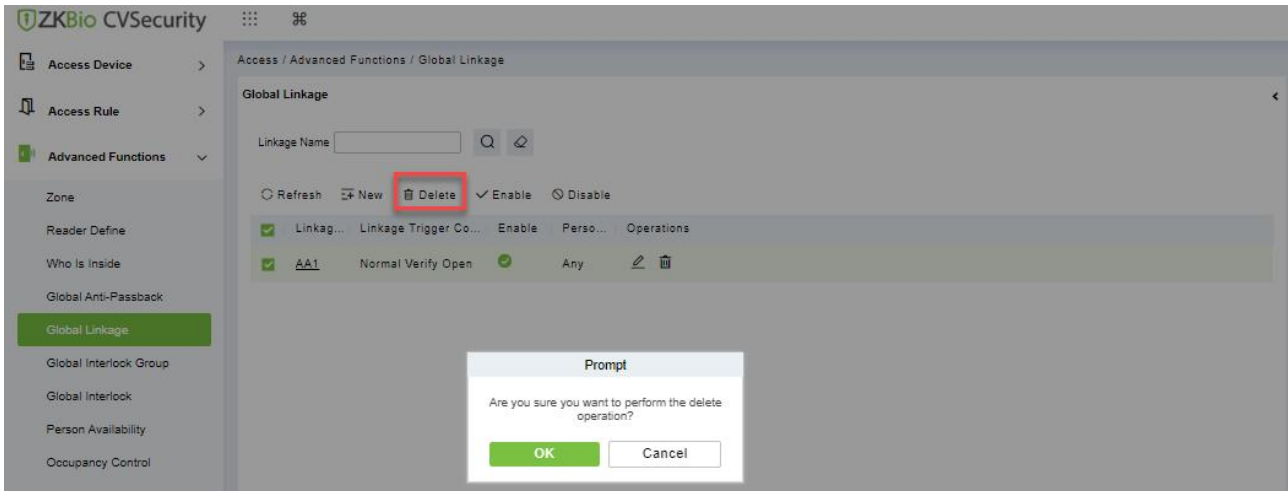 ZKBio CVSecurity
Access Device
Access Rule
Advanced Functions
Zone
Reader Define
Who Is Inside
Global Anti-Passback
Global Linkage
Global Interlock Group
Global Interlock
Person Availability
Occupancy Control
Access / Advanced Functions / Global Linkage
Global Linkage
Linkage Name
Refresh New Delete Enable Disable
Linkag... Linkage Trigger Co... Enable Perso... Operations
AA1 Normal Verify Open Any
Prompt
Are you sure you want to perform the delete
operation?
OK Cancel